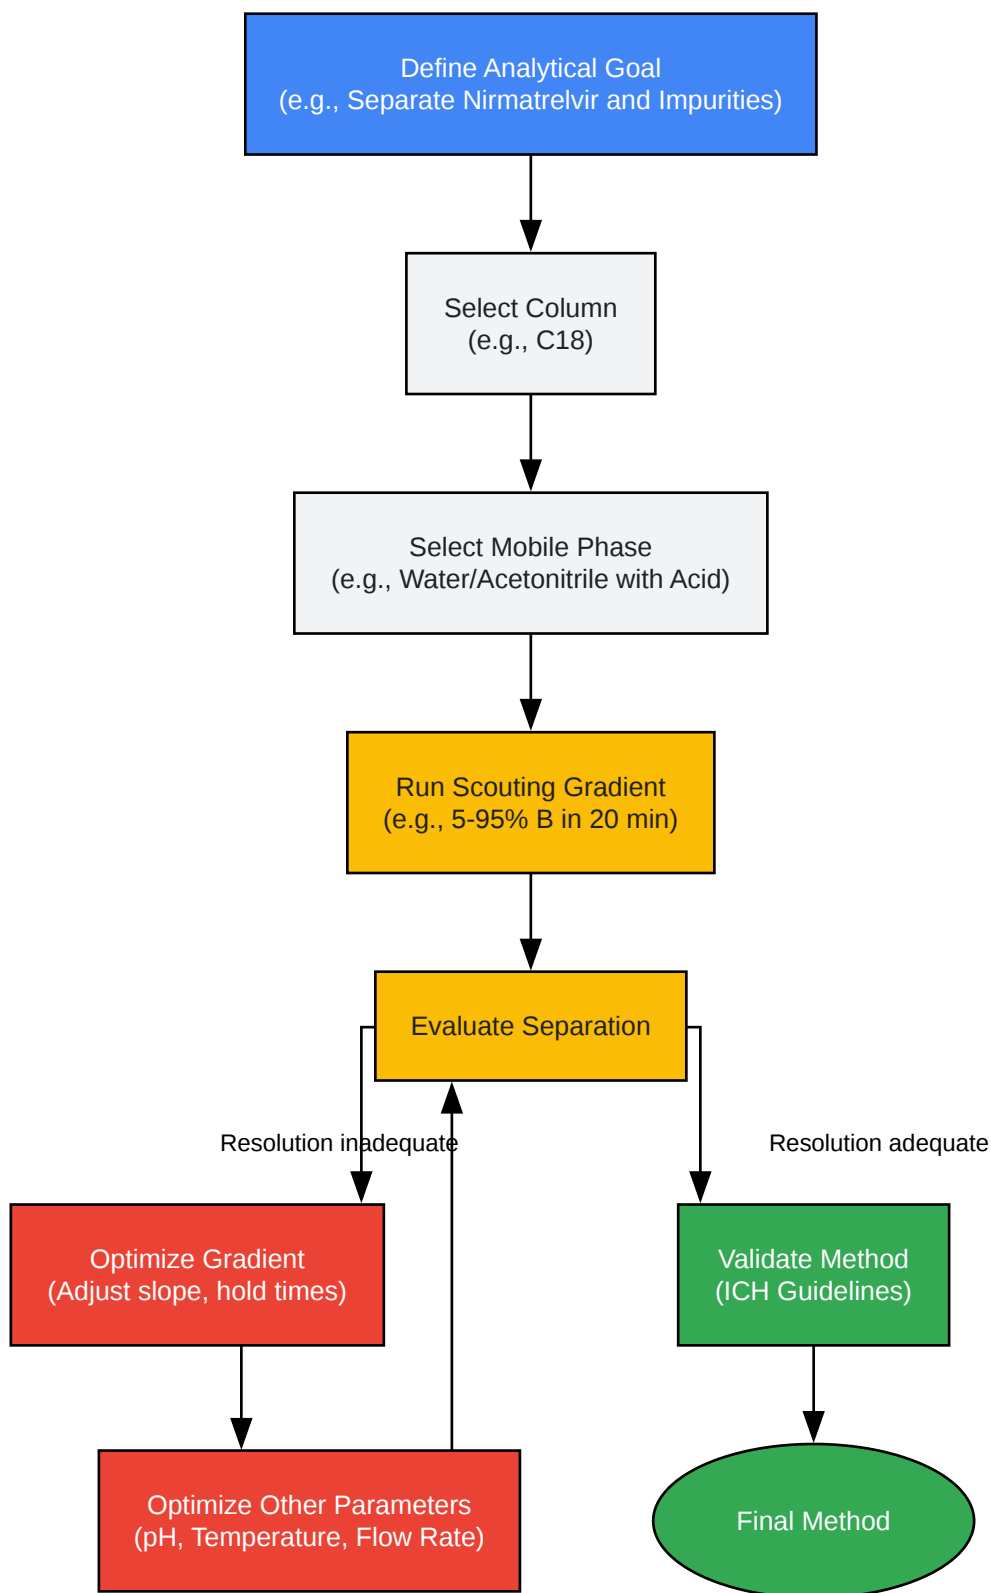 Define Analytical Goal
(e.g., Separate Nirmatrelvir and Impurities)
Select Column
(e.g., C18)
Select Mobile Phase
(e.g., Water/Acetonitrile with Acid)
Run Scouting Gradient
(e.g., 5-95% B in 20 min)
Evaluate Separation
Resolution inadequate
Resolution adequate
Optimize Gradient
(Adjust slope, hold times)
Validate Method
(ICH Guidelines)
Optimize Other Parameters
(pH, Temperature, Flow Rate)
Final Method